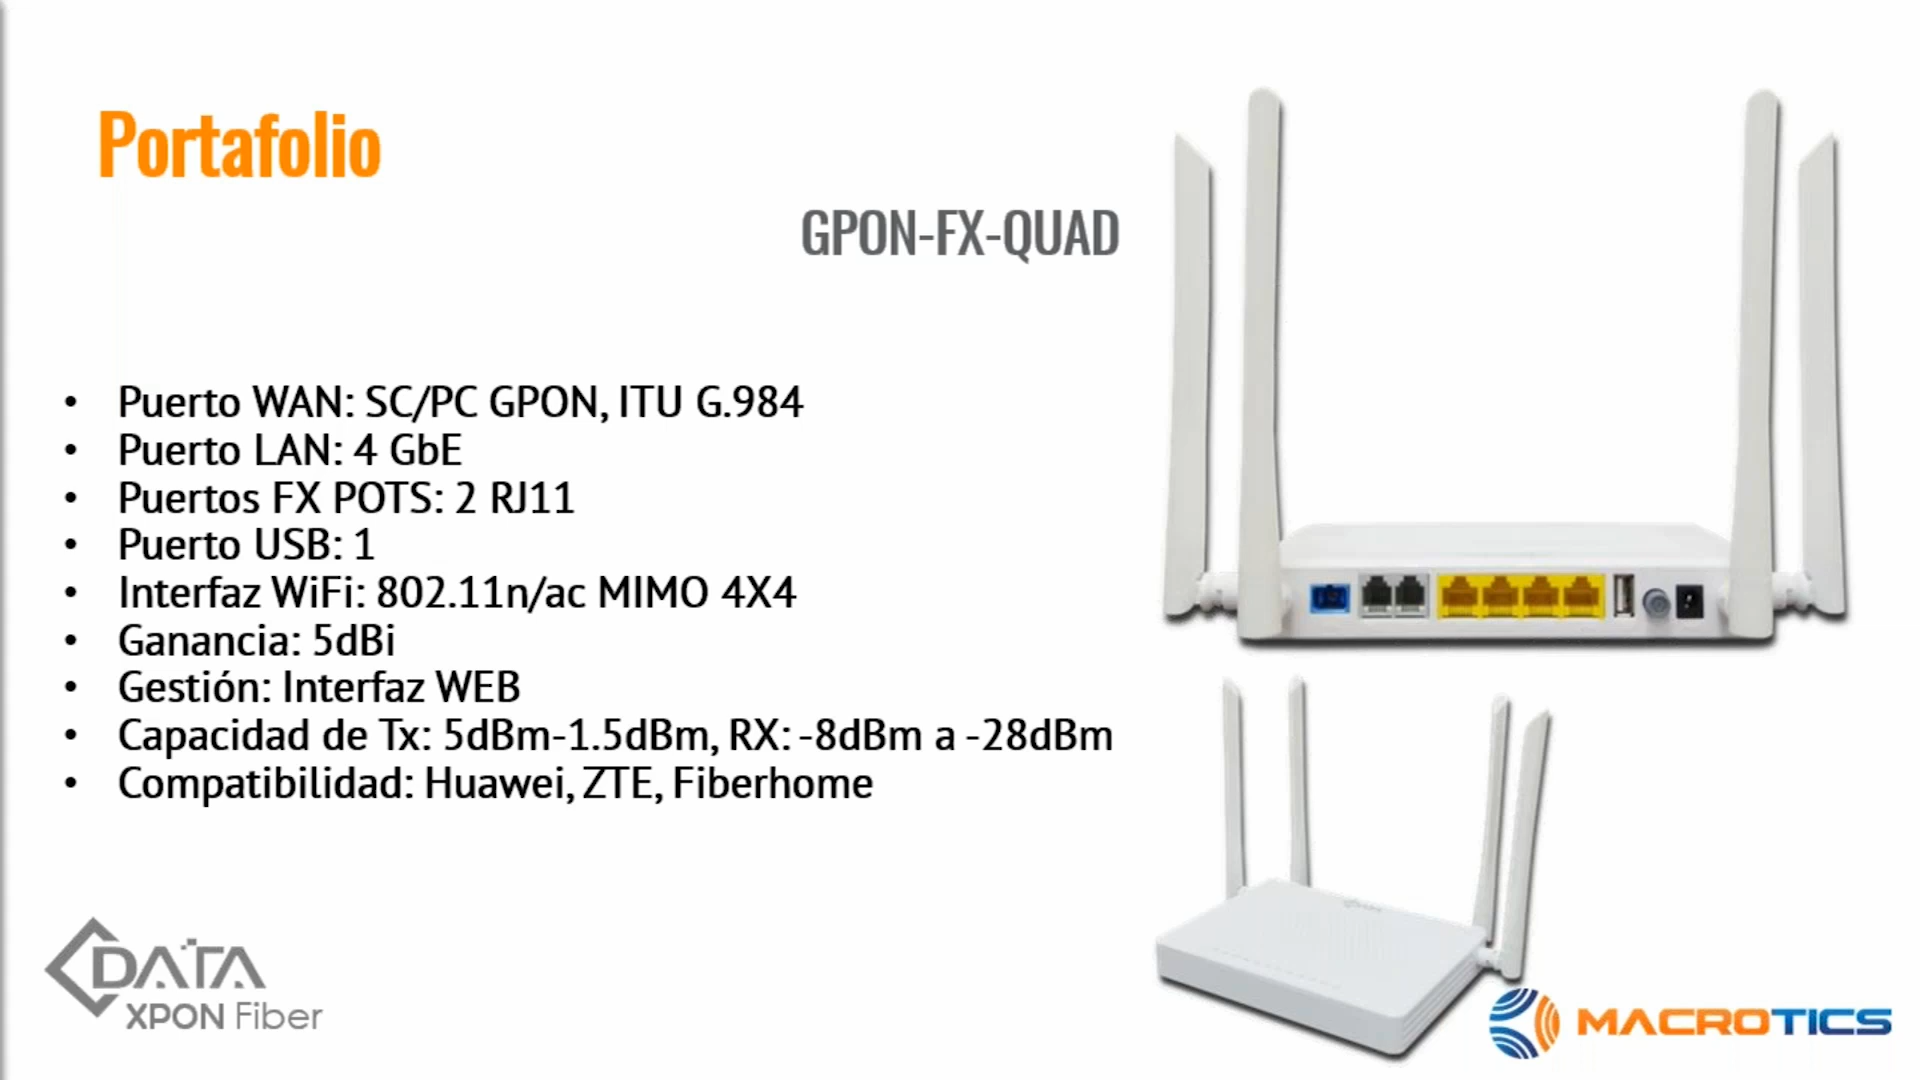 Portafolio
GPON-FX-QUAD
• Puerto WAN: SC/PC GPON, ITU G.984
• Puerto LAN: 4 GbE
• Puertos FX POTS: 2 RJ11
• Puerto USB: 1
• Interfaz WiFi: 802.11n/ac MIMO 4X4
• Ganancia: 5dBi
• Gestión: Interfaz WEB
• Capacidad de Tx: 5dBm-1.5dBm, RX: -8dBm a -28dBm
• Compatibilidad: Huawei, ZTE, Fiberhome
CDATA
XPON Fiber
MACROTICS